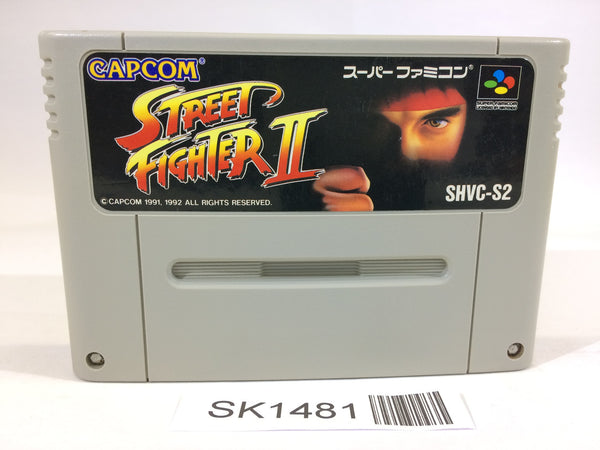 CAPCOM®
スーパーファミコン
STREET
FIGHTER II
©CAPCOM 1991, 1992 ALL RIGHTS RESERVED.
SHVC-S2
SK1481